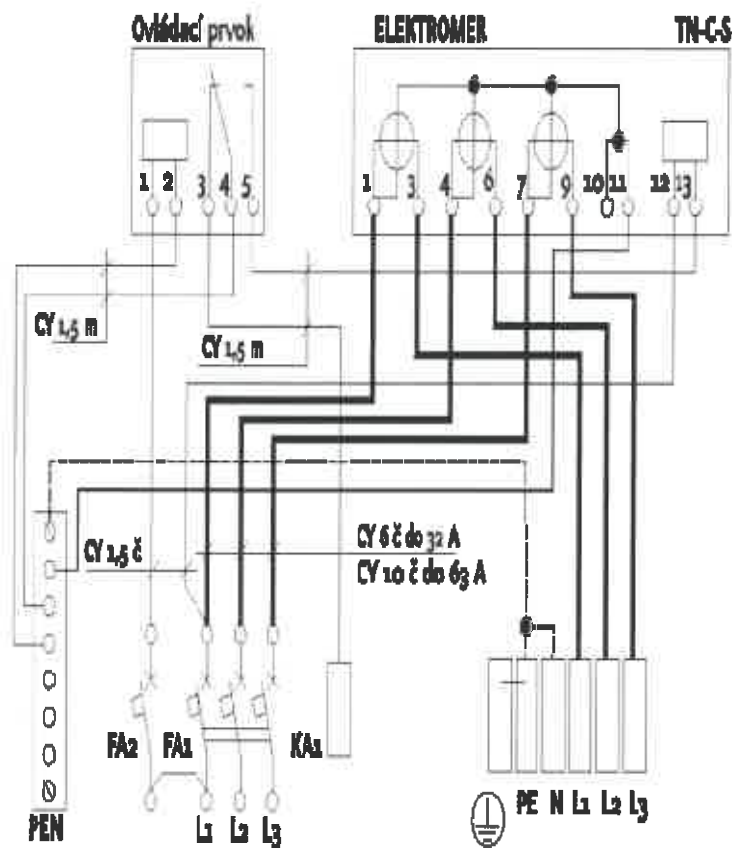 Ovládací prvok
ELEKTROMER
TN-C-S
1 2 3 4 5
1 3 4 6 7 9 10 11 12 13
CY 1,5 m
CY 1,5 m
CY 1,5 č
CY 6 č do 32 A
CY 10 č do 63 A
FA2 FA1 KA1
PE N L1 L2 L3
PEN L1 L2 L3